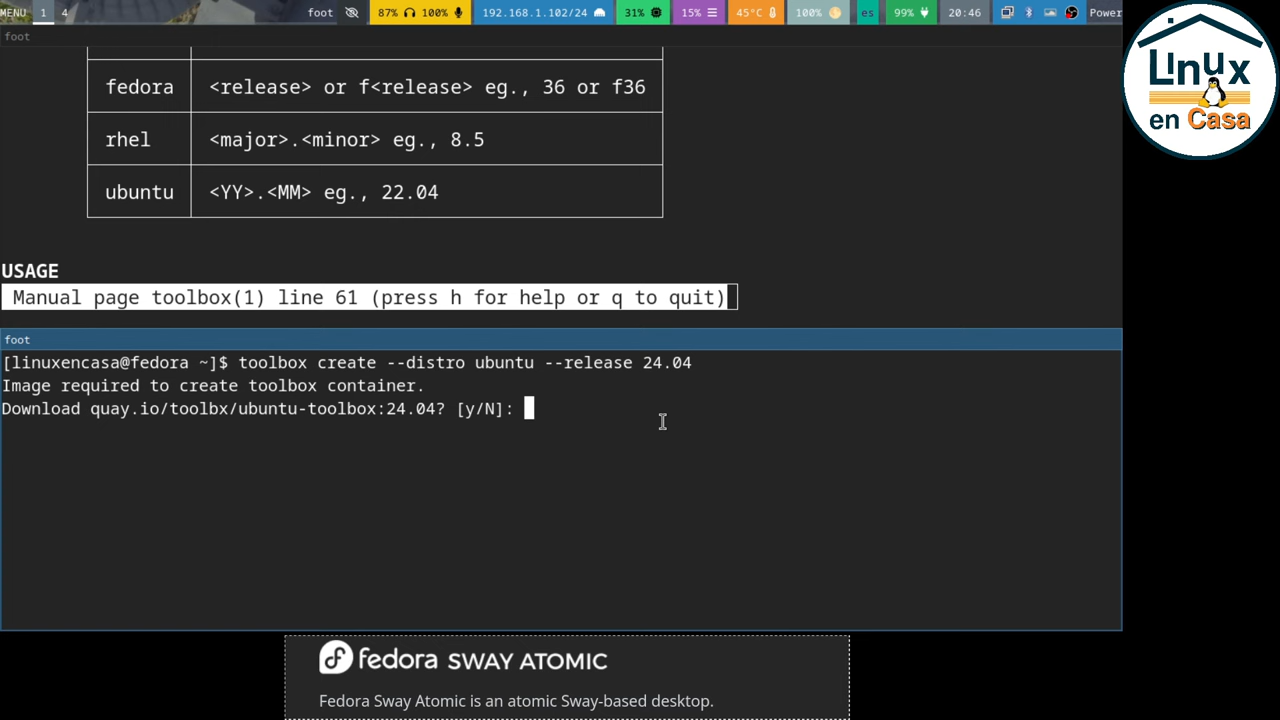 MENU 1 4 foot 87% 100% 192.168.1.102/24 31% 15% 45°C 100% es 99% 20:46 Power
foot
fedora <release> or f<release> eg., 36 or f36
rhel <major>.<minor> eg., 8.5
ubuntu <YY>.<MM> eg., 22.04
USAGE
Manual page toolbox(1) line 61 (press h for help or q to quit)
foot
[linuxencasa@fedora ~]$ toolbox create --distro ubuntu --release 24.04
Image required to create toolbox container.
Download quay.io/toolbx/ubuntu-toolbox:24.04? [y/N]:
fedora SWAY ATOMIC
Fedora Sway Atomic is an atomic Sway-based desktop.
Linux
en Casa